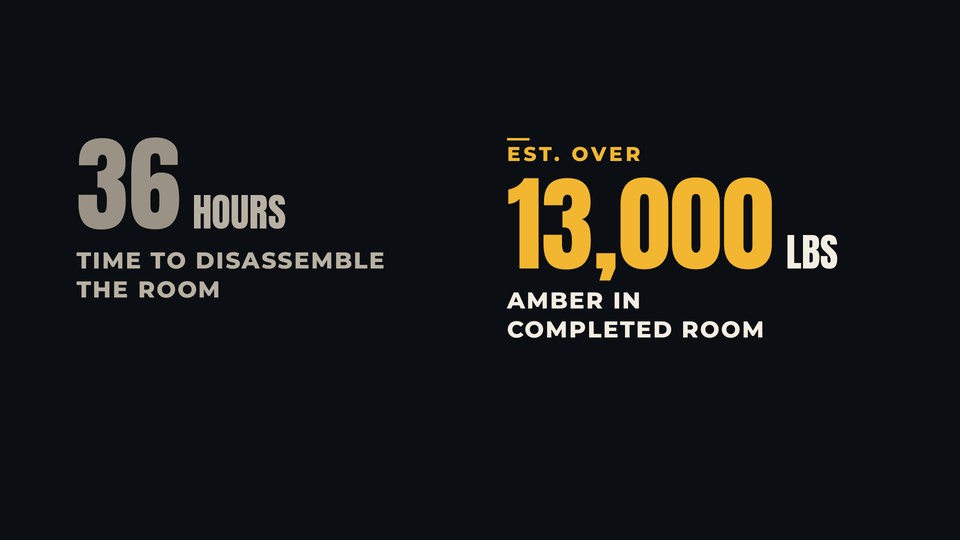 36 HOURS
TIME TO DISASSEMBLE
THE ROOM
EST. OVER
13,000 LBS
AMBER IN
COMPLETED ROOM